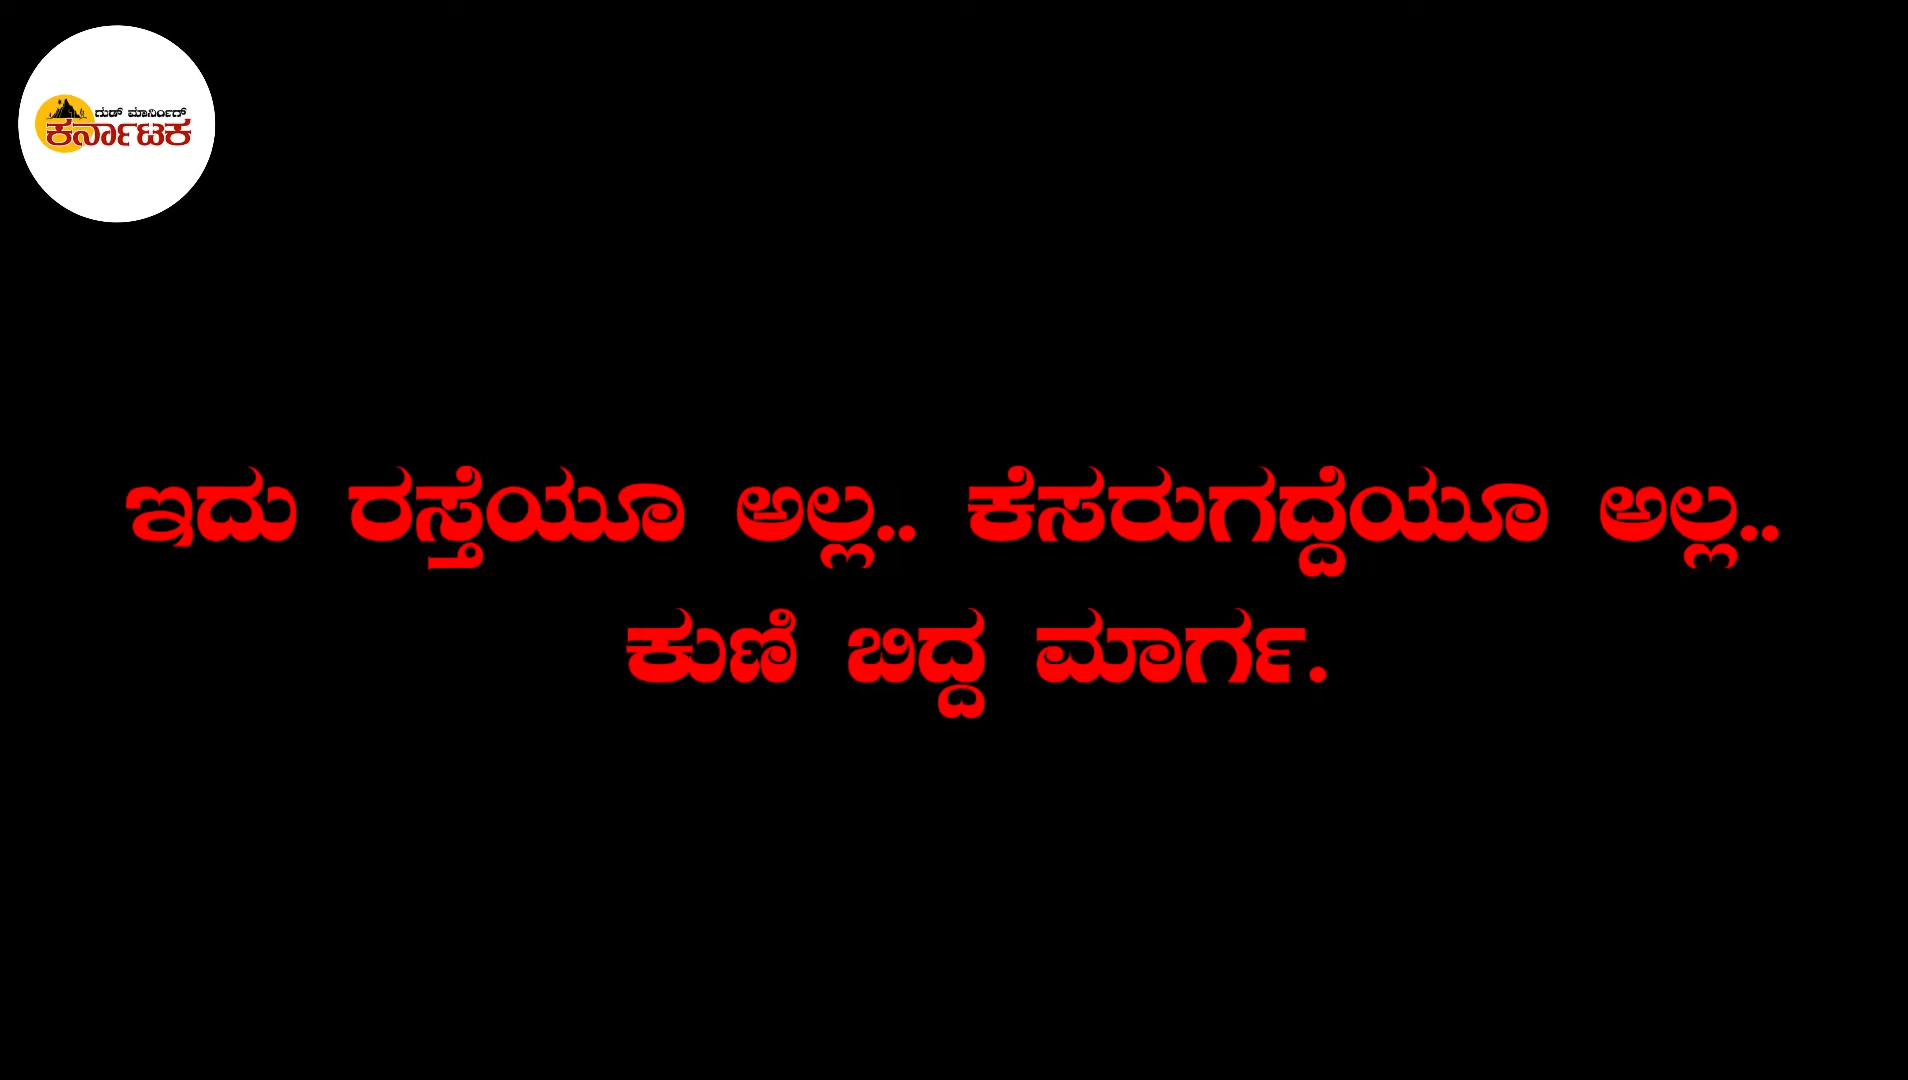 ಗುಡ್ ಮಾರ್ನಿಂಗ್
ಕರ್ನಾಟಕ
ಇದು ರಸ್ತೆಯೂ ಅಲ್ಲ.. ಕೆಸರುಗದ್ದೆಯೂ ಅಲ್ಲ..
ಕುಣಿ ಬಿದ್ದ ಮಾರ್ಗ.